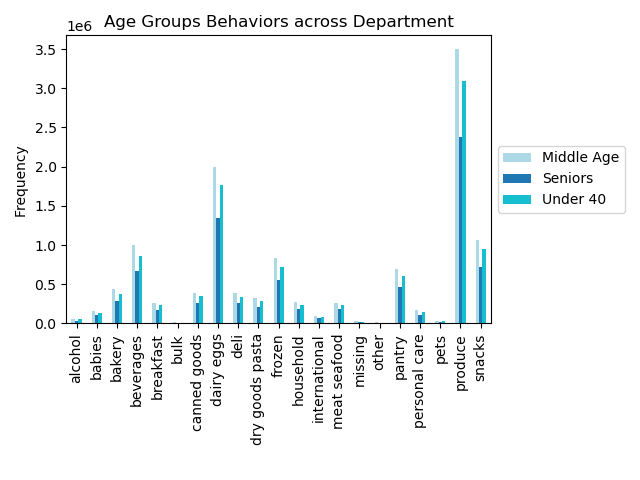 Age Groups Behaviors across Department
1e6
3.5
3.0
2.5
2.0
1.5
1.0
0.5
0.0
Frequency
Middle Age
Seniors
Under 40
alcohol
babies
bakery
beverages
breakfast
bulk
canned goods
dairy eggs
deli
dry goods pasta
frozen
household
international
meat seafood
missing
other
pantry
personal care
pets
produce
snacks